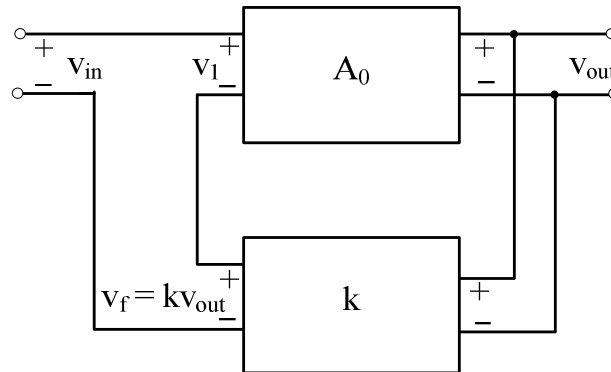 + + +
v_in v_1 A_0 v_out
− − −
+ +
v_f = kv_out k
− −